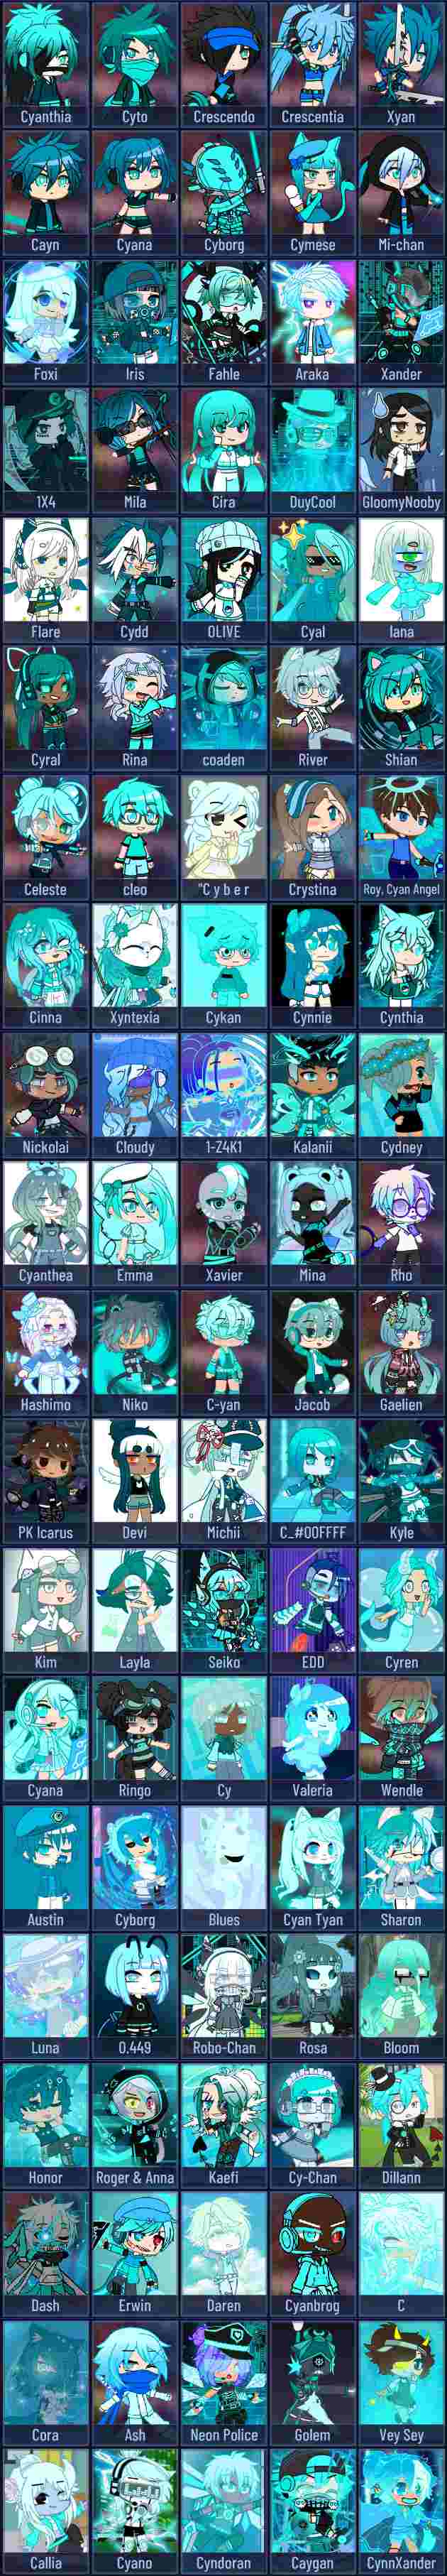 Cyanthia Cyto Crescendo Crescentia Xyan
Cayn Cyana Cyborg Cymese Mi-chan
Foxi Iris Fahle Araka Xander
1X4 Mila Cira DuyCool GloomyNooby
Flare Cydd OLIVE Cyal Iana
Cyral Rina coaden River Shian
Celeste cleo "C y b e r Crystina Roy, Cyan Angel
Cinna Xyntexia Cykan Cynnie Cynthia
Nickolai Cloudy 1-Z4K1 Kalanii Cydney
Cyanthea Emma Xavier Mina Rho
Hashimo Niko C-yan Jacob Gaelien
PK Icarus Devi Michii C_#00FFFF Kyle
Kim Layla Seiko EDD Cyren
Cyana Ringo Cy Valeria Wendle
Austin Cyborg Blues Cyan Tyan Sharon
Luna 0.449 Robo-Chan Rosa Bloom
Honor Roger & Anna Kaefi Cy-Chan Dillann
Dash Erwin Daren Cyanbrog C
Cora Ash Neon Police Golem Vey Sey
Callia Cyano Cyndoran Caygan CynnXander